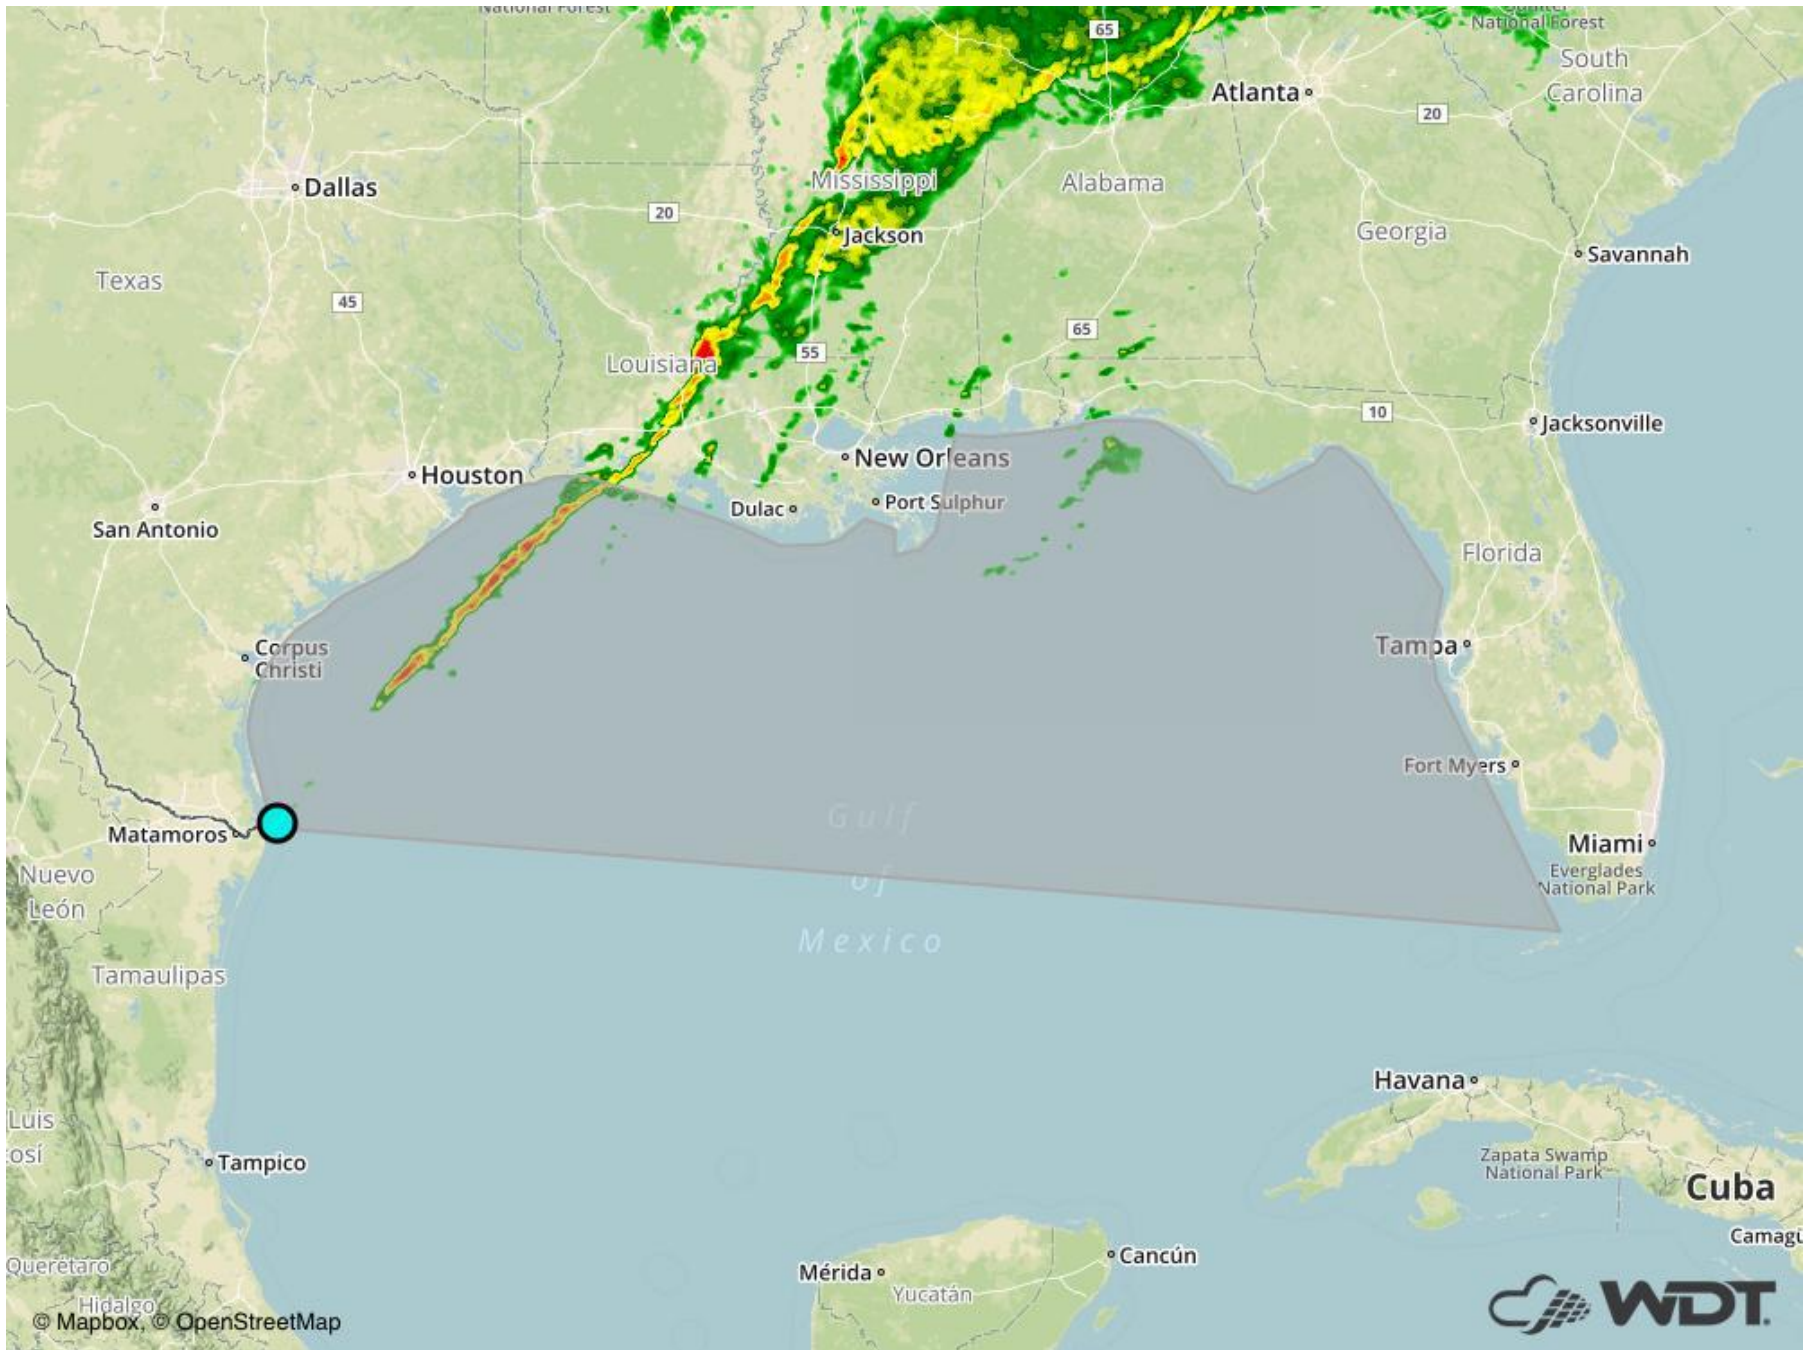 National Forest
65
National Forest
South
Carolina
Atlanta
20
Dallas
Mississippi
Alabama
20
Jackson
Georgia
Savannah
Texas
45
65
Louisiana
55
10
Jacksonville
Houston
New Orleans
San Antonio
Dulac
Port Sulphur
Florida
Corpus
Christi
Tampa
Fort Myers
Gulf
of
Mexico
Matamoros
Miami
Everglades
National Park
Nuevo
León
Tamaulipas
Havana
Luis
osí
Tampico
Zapata Swamp
National Park
Cuba
Camagü
Cancún
Mérida
Yucatán
Querétaro
Hidalgo
© Mapbox, © OpenStreetMap
WDT.